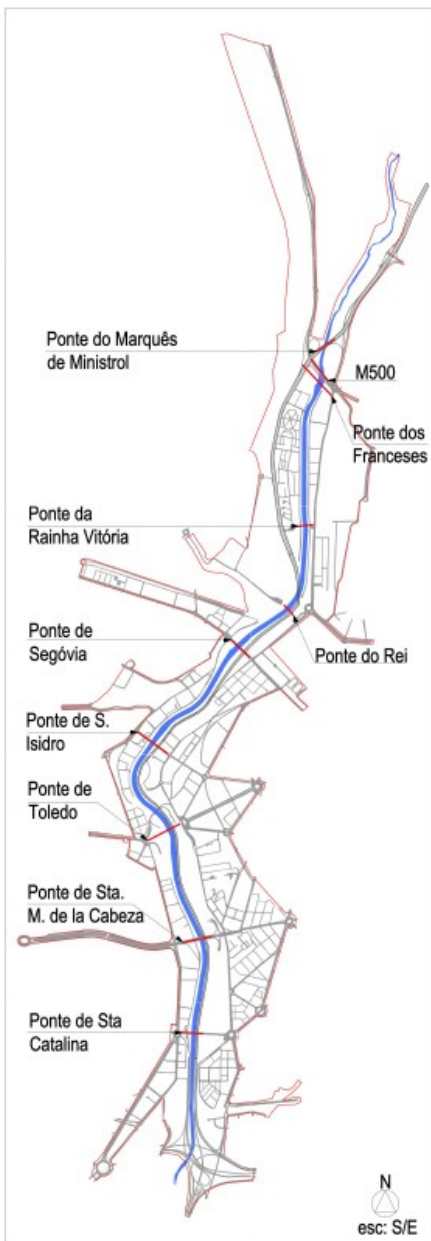 Ponte do Marquês
de Ministrol
M500
Ponte dos
Franceses
Ponte da
Rainha Vitória
Ponte de
Segóvia
Ponte do Rei
Ponte de S.
Isidro
Ponte de
Toledo
Ponte de Sta.
M. de la Cabeza
Ponte de Sta
Catalina
N
esc: S/E